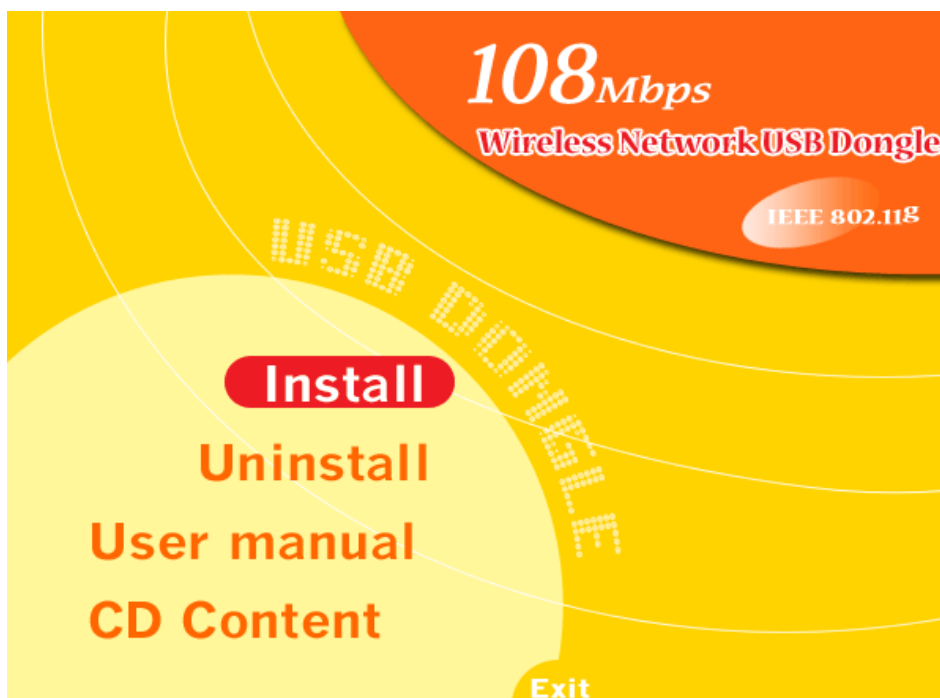 108Mbps
Wireless Network USB Dongle
IEEE 802.11g
USB DONGLE
Install
Uninstall
User manual
CD Content
Exit